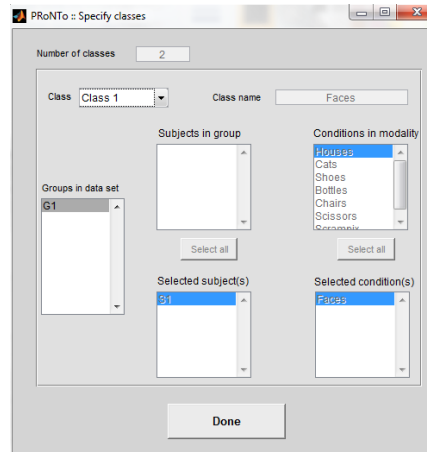 PRoNTo :: Specify classes
Number of classes 2
Class Class 1 Class name Faces
Subjects in group Conditions in modality
Houses
Cats
Shoes
Bottles
Chairs
Scissors
Scrampix
Groups in data set
G1
Select all Select all
Selected subject(s) Selected condition(s)
S1 Faces
Done